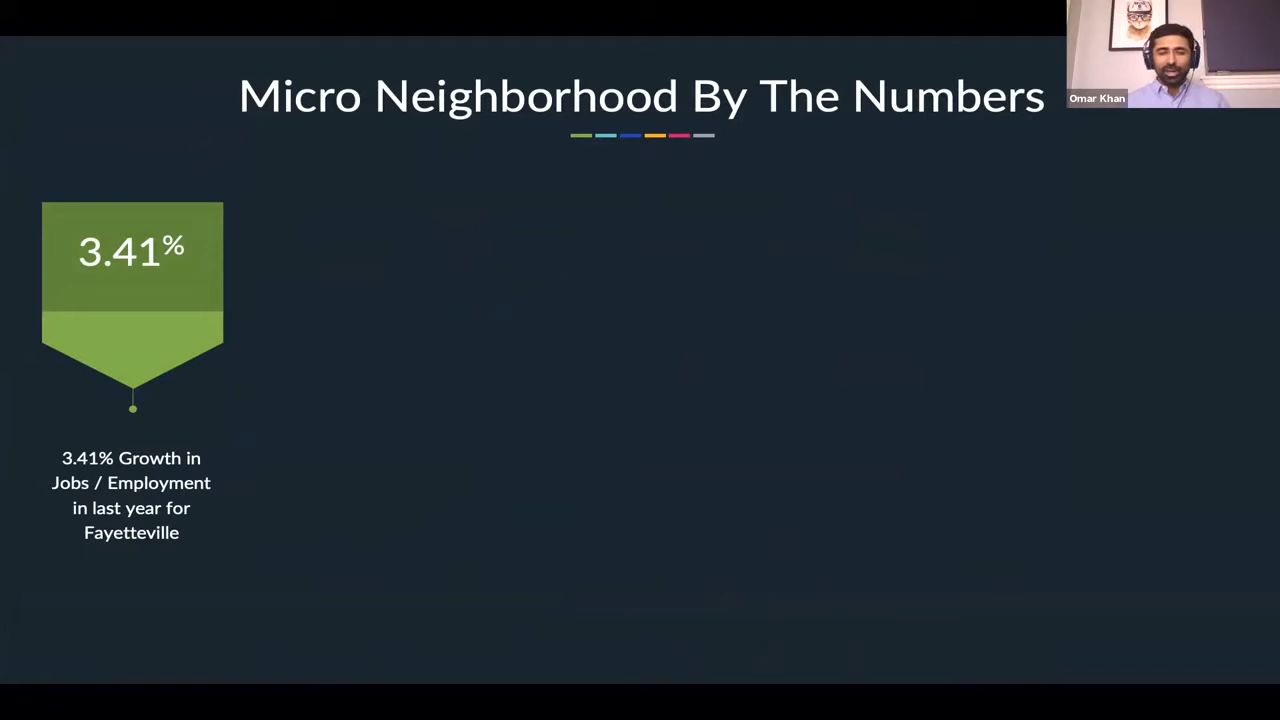 Micro Neighborhood By The Numbers
Omar Khan
3.41%
3.41% Growth in
Jobs / Employment
in last year for
Fayetteville